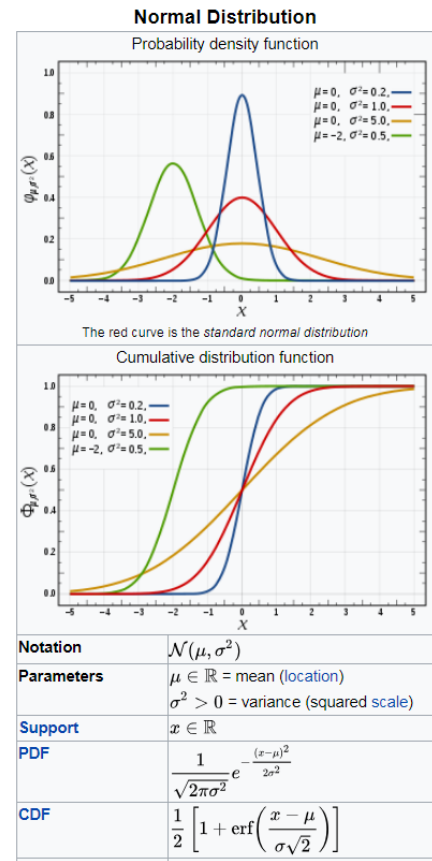 Normal Distribution
Probability density function
1.0
0.8
0.6
0.4
0.2
0.0
φμ,σ²(x)
μ=0, σ²=0.2,
μ=0, σ²=1.0,
μ=0, σ²=5.0,
μ=-2, σ²=0.5,
-5 -4 -3 -2 -1 0 1 2 3 4 5
x
The red curve is the standard normal distribution
Cumulative distribution function
1.0
0.8
0.6
0.4
0.2
0.0
Φμ,σ²(x)
μ=0, σ²=0.2,
μ=0, σ²=1.0,
μ=0, σ²=5.0,
μ=-2, σ²=0.5,
-5 -4 -3 -2 -1 0 1 2 3 4 5
x
Notation 𝒩(μ, σ²)
Parameters μ ∈ ℝ = mean (location)
σ² > 0 = variance (squared scale)
Support x ∈ ℝ
PDF 1/√(2πσ²) e^(-(x-μ)²/(2σ²))
CDF 1/2 [1 + erf((x - μ)/(σ√2))]